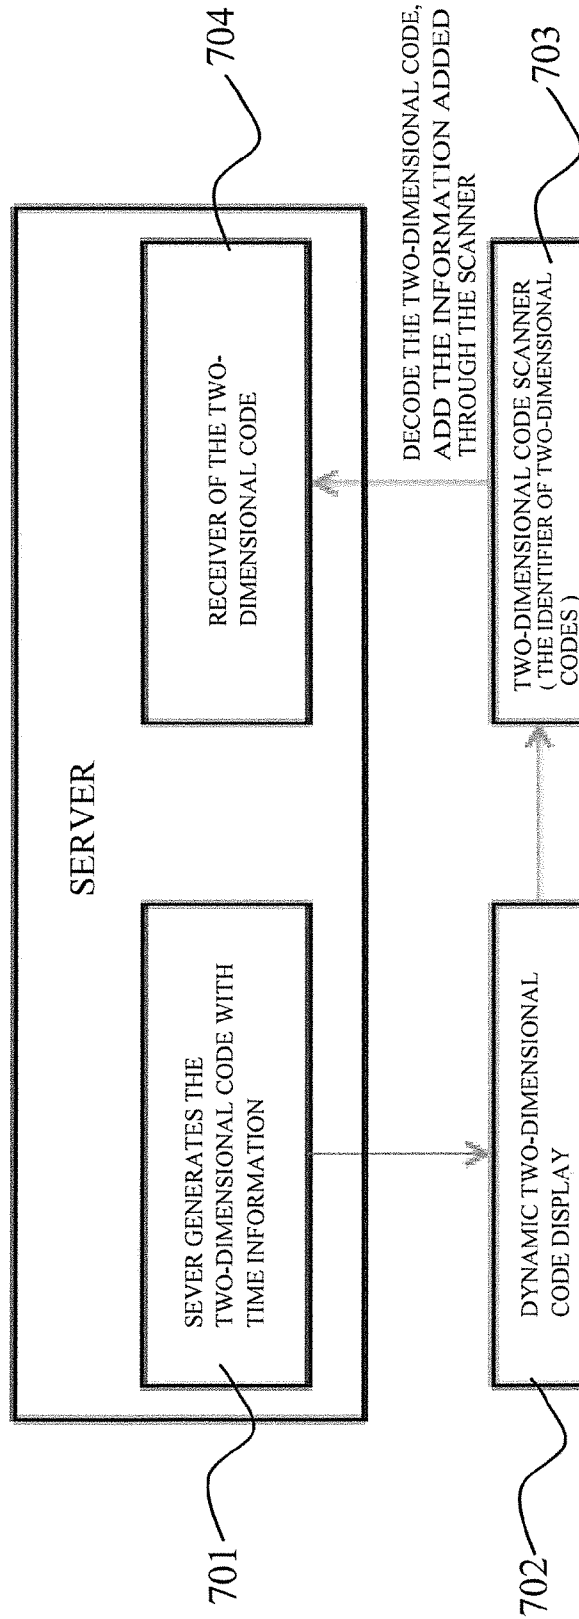 SERVER
701
SEVER GENERATES THE
TWO-DIMENSIONAL CODE WITH
TIME INFORMATION
RECEIVER OF THE TWO-
DIMENSIONAL CODE
704
DECODE THE TWO-DIMENSIONAL CODE,
ADD THE INFORMATION ADDED
THROUGH THE SCANNER
702
DYNAMIC TWO-DIMENSIONAL
CODE DISPLAY
TWO-DIMENSIONAL CODE SCANNER
( THE IDENTIFIER OF TWO-DIMENSIONAL
CODES )
703